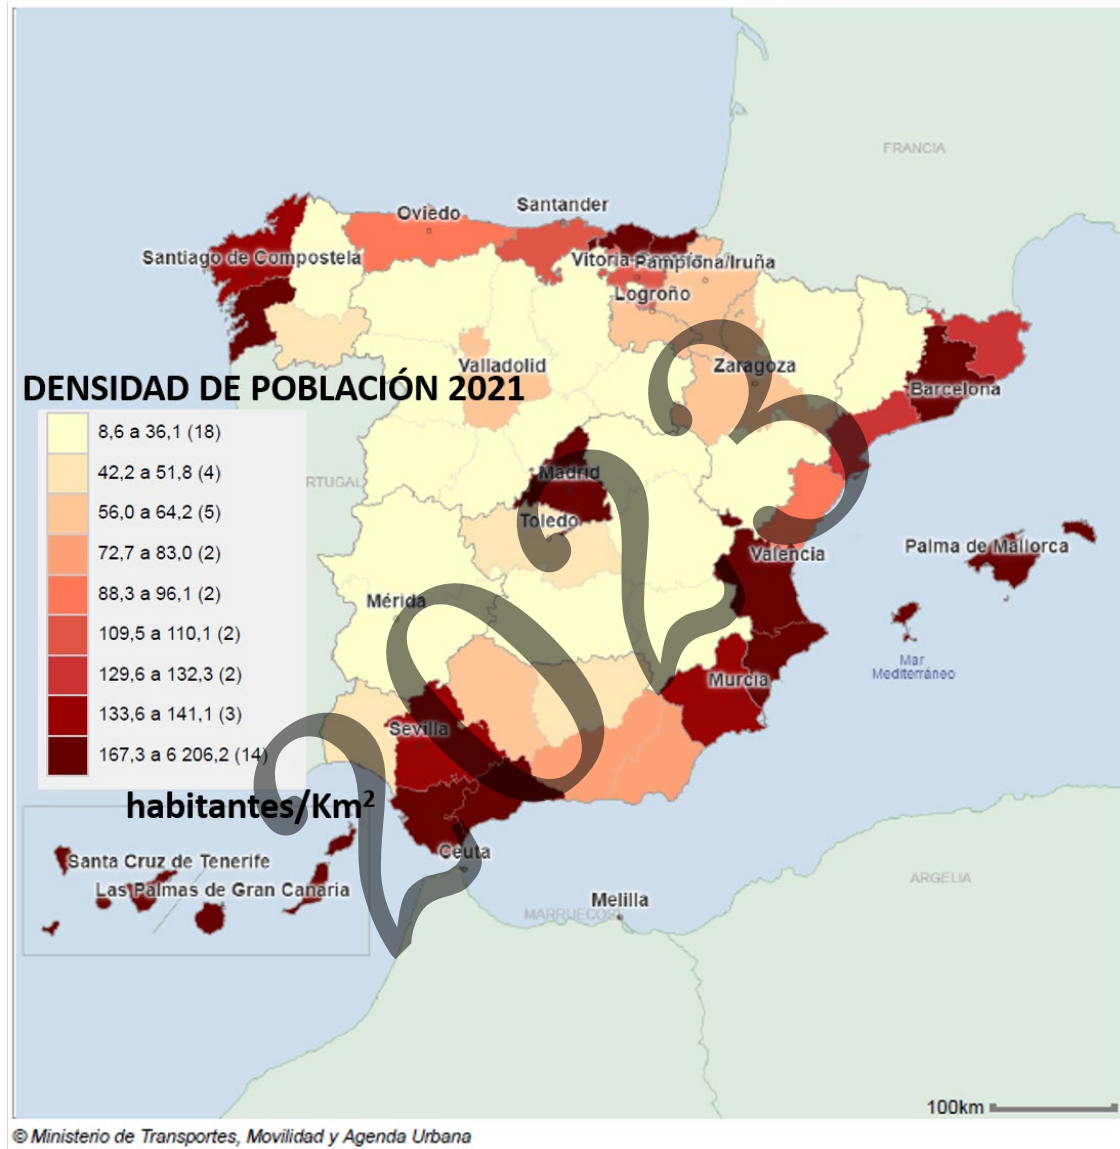 FRANCIA
Santander
Oviedo
Santiago de Compostela
Vitoria-
Pamplona/Iruña
Logroño
Valladolid
Zaragoza
Barcelona
DENSIDAD DE POBLACIÓN 2021
8,6 a 36,1 (18)
42,2 a 51,8 (4)
56,0 a 64,2 (5)
72,7 a 83,0 (2)
88,3 a 96,1 (2)
109,5 a 110,1 (2)
129,6 a 132,3 (2)
133,6 a 141,1 (3)
167,3 a 6 206,2 (14)
habitantes/Km²
RTUGAL
Madrid
Toledo
Valencia
Palma de Mallorca
Mérida
Mar
Mediterráneo
Murcia
Sevilla
2023
Ceuta
Santa Cruz de Tenerife
Las Palmas de Gran Canaria
Melilla
MARRUECOS
ARGELIA
100km
© Ministerio de Transportes, Movilidad y Agenda Urbana